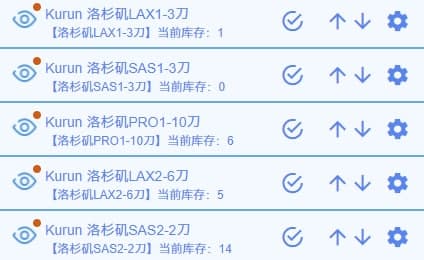 Kurun 洛杉矶LAX1-3刀
【洛杉矶LAX1-3刀】当前库存：1
Kurun 洛杉矶SAS1-3刀
【洛杉矶SAS1-3刀】当前库存：0
Kurun 洛杉矶PRO1-10刀
【洛杉矶PRO1-10刀】当前库存：6
Kurun 洛杉矶LAX2-6刀
【洛杉矶LAX2-6刀】当前库存：5
Kurun 洛杉矶SAS2-2刀
【洛杉矶SAS2-2刀】当前库存：14